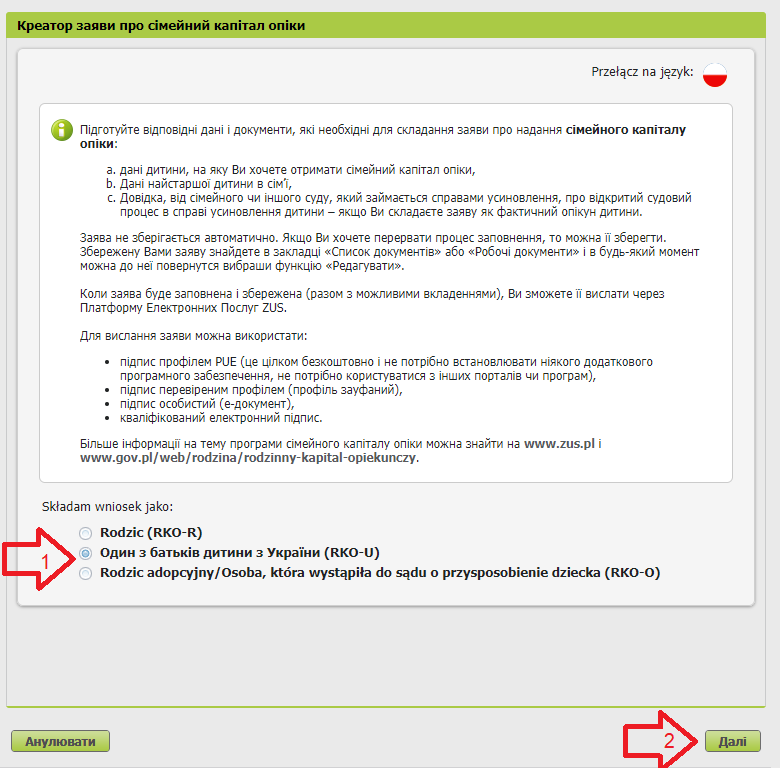 Креатор заяви про сімейний капітал опіки
Przełącz na język:
Підготуйте відповідні дані і документи, які необхідні для складання заяви про надання сімейного капіталу
опіки:
a. дані дитини, на яку Ви хочете отримати сімейний капітал опіки,
b. Дані найстаршої дитини в сім'ї,
c. Довідка, від сімейного чи іншого суду, який займається справами усиновлення, про відкритий судовий
процес в справі усиновлення дитини – якщо Ви складаєте заяву як фактичний опікун дитини.
Заява не зберігається автоматично. Якщо Ви хочете перервати процес заповнення, то можна її зберегти.
Збережену Вами заяву знайдете в закладці «Список документів» або «Робочі документи» і в будь-який момент
можна до неї повернутся вибраши функцію «Редагувати».
Коли заява буде заповнена і збережена (разом з можливими вкладеннями), Ви зможете її вислати через
Платформу Електронних Послуг ZUS.
Для вислання заяви можна використати:
• підпис профілем PUE (це цілком безкоштовно і не потрібно встановлювати ніякого додаткового
програмного забезпечення, не потрібно користуватися з інших порталів чи програм),
• підпис перевіреним профілем (профіль зауфаний),
• підпис особистий (е-документ),
• кваліфікований електронний підпис.
Більше інформації на тему програми сімейного капіталу опіки можна знайти на www.zus.pl і
www.gov.pl/web/rodzina/rodzinny-kapital-opiekunczy.
Składam wniosek jako:
Rodzic (RKO-R)
1 Один з батьків дитини з України (RKO-U)
Rodzic adopcyjny/Osoba, która wystąpiła do sądu o przysposobienie dziecka (RKO-O)
Анулювати 2 Далі